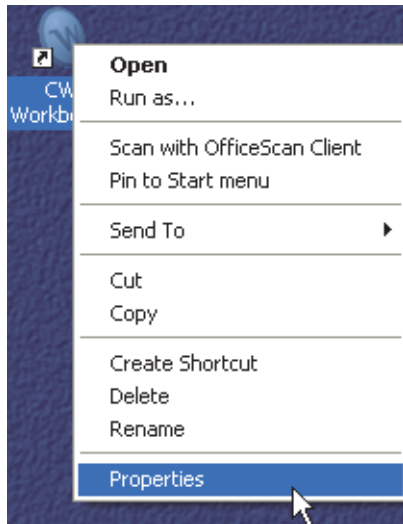 CW
Open
Run as...
Scan with OfficeScan Client
Pin to Start menu
Send To
Cut
Copy
Create Shortcut
Delete
Rename
Properties